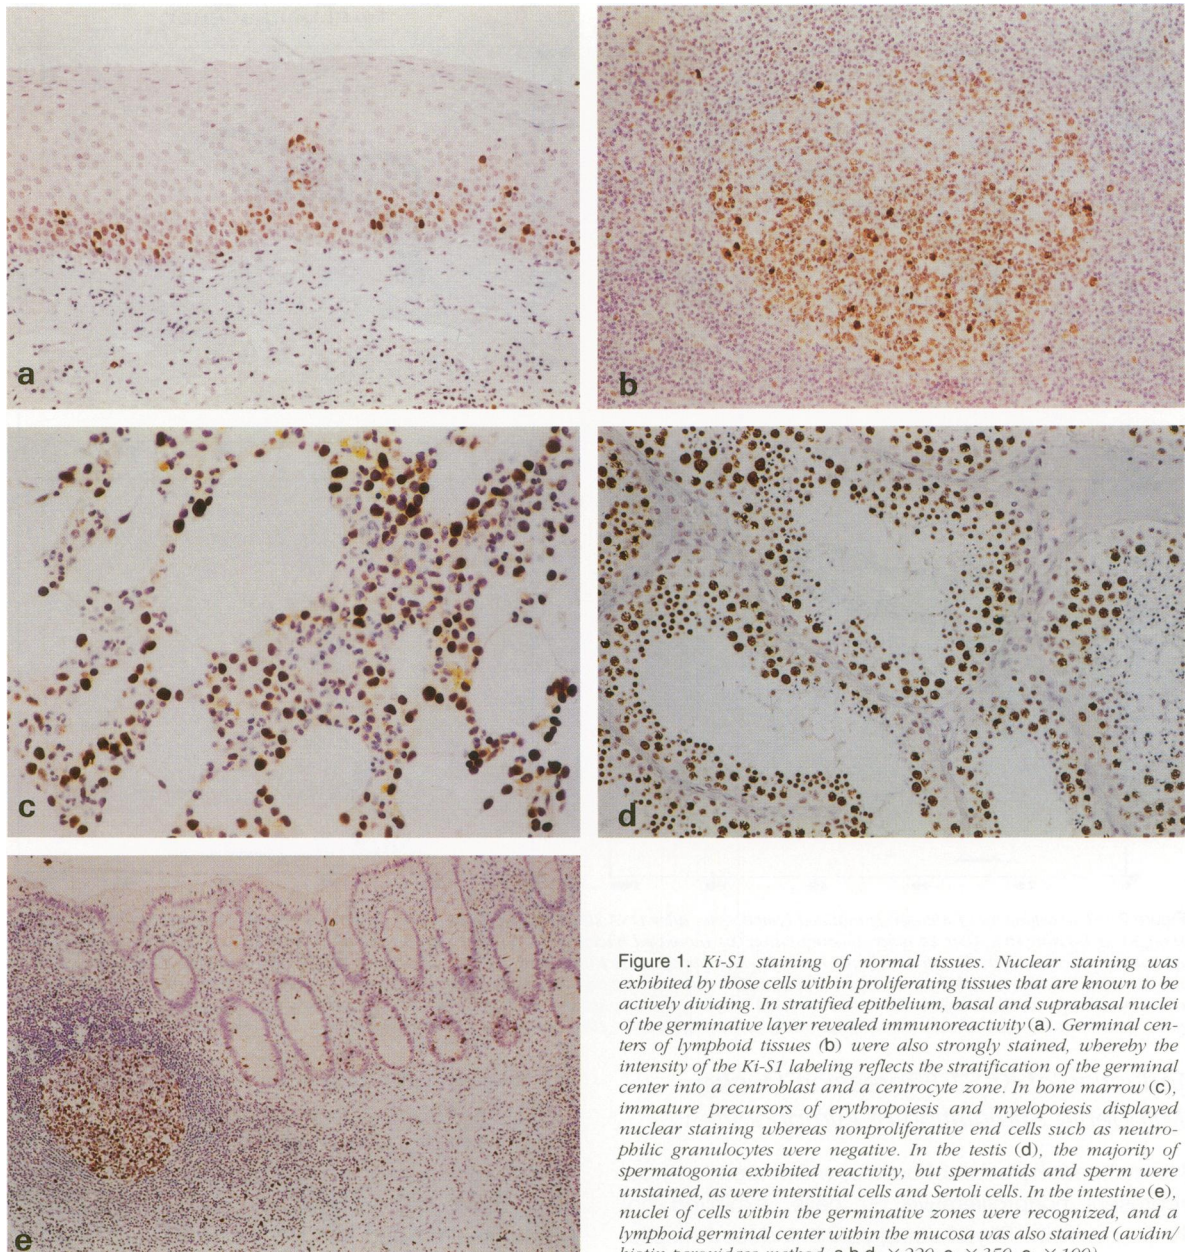 a
b
c
d
e
Figure 1. Ki-S1 staining of normal tissues. Nuclear staining was
exhibited by those cells within proliferating tissues that are known to be
actively dividing. In stratified epithelium, basal and suprabasal nuclei
of the germinative layer revealed immunoreactivity (a). Germinal cen-
ters of lymphoid tissues (b) were also strongly stained, whereby the
intensity of the Ki-S1 labeling reflects the stratification of the germinal
center into a centroblast and a centrocyte zone. In bone marrow (c),
immature precursors of erythropoiesis and myelopoiesis displayed
nuclear staining whereas nonproliferative end cells such as neutro-
philic granulocytes were negative. In the testis (d), the majority of
spermatogonia exhibited reactivity, but spermatids and sperm were
unstained, as were interstitial cells and Sertoli cells. In the intestine (e),
nuclei of cells within the germinative zones were recognized, and a
lymphoid germinal center within the mucosa was also stained (avidin/